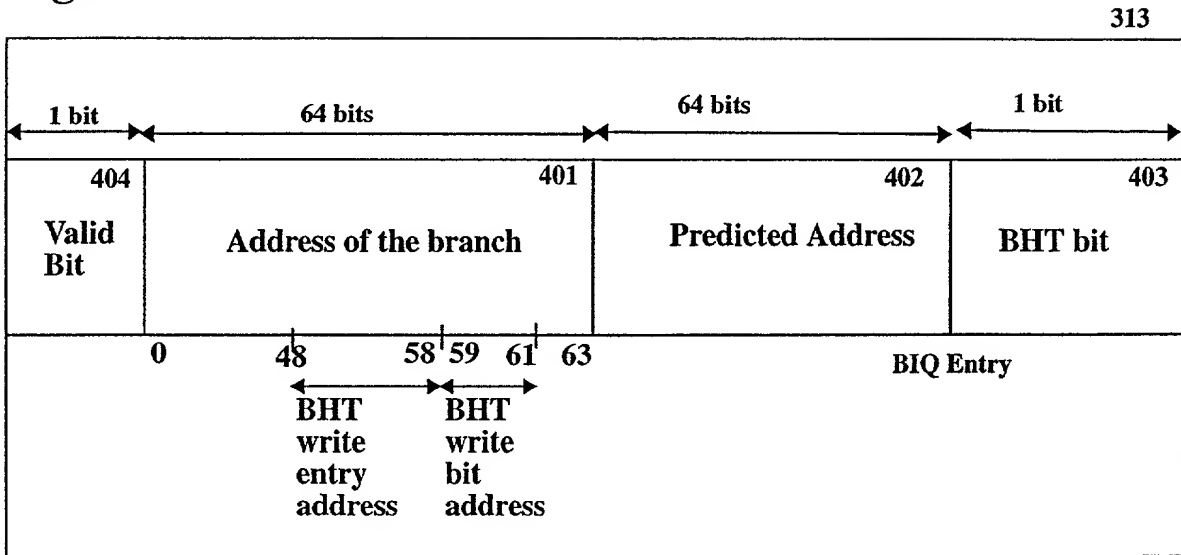 313
1 bit 64 bits 64 bits 1 bit
404 401 402 403
Valid Bit
Address of the branch
Predicted Address
BHT bit
0 48 58 59 61 63
BIQ Entry
BHT
write
entry
address
BHT
write
bit
address